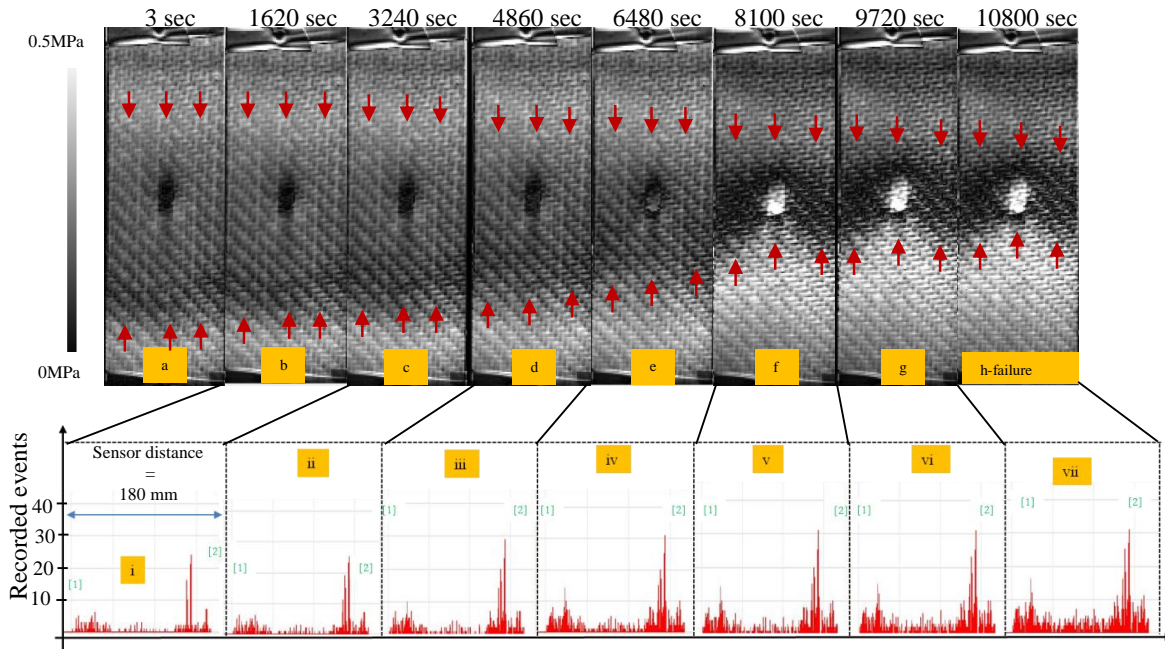 3 sec 1620 sec 3240 sec 4860 sec 6480 sec 8100 sec 9720 sec 10800 sec
0.5MPa
0MPa
a b c d e f g h-failure
Recorded events
40
30
20
10
Sensor distance
=
180 mm
i ii iii iv v vi vii
[1] [2] [1] [2] [1] [2] [1] [2] [1] [2] [1] [2] [1] [2]